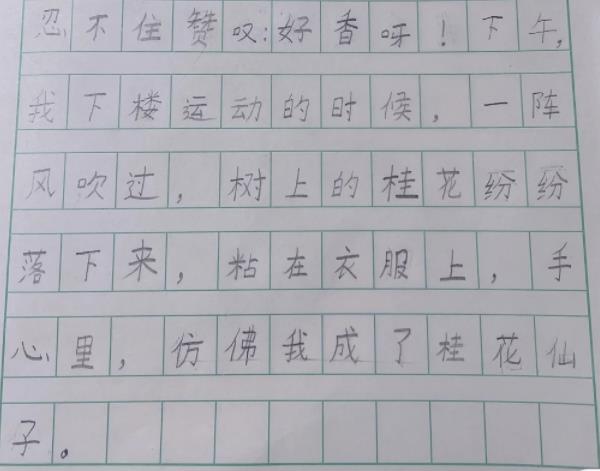 忍不住赞叹:好香呀!下午,
我下楼运动的时候,一阵
风吹过,树上的桂花纷纷
落下来,粘在衣服上,手
心里,仿佛我成了桂花仙
子。